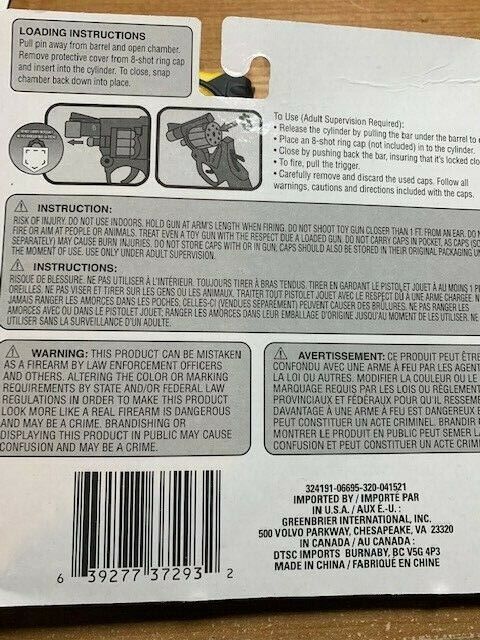 LOADING INSTRUCTIONS
Pull pin away from barrel and open chamber.
Remove protective cover from 8-shot ring cap
and insert into the cylinder. To close, snap
chamber back down into place.
To Use (Adult Supervision Required):
• Release the cylinder by pulling the bar under the barrel to
• Place an 8-shot ring cap (not included) in to the cylinder.
• Close by pushing back the bar, insuring that it's locked
• To fire, pull the trigger.
• Carefully remove and discard the used caps. Follow all
warnings, cautions and directions included with the caps.
INSTRUCTION:
RISK OF INJURY. DO NOT USE INDOORS. HOLD GUN AT ARM'S LENGTH WHEN FIRING. DO NOT SHOOT TOY GUN CLOSER THAN 1 FT. FROM AN EAR. DO
FIRE OR AIM AT PEOPLE OR ANIMALS. TREAT EVEN A TOY GUN WITH THE RESPECT DUE A LOADED GUN. DO NOT CARRY CAPS IN POCKET, AS CAPS
SEPARATELY) MAY CAUSE BURN INJURIES. DO NOT STORE CAPS WITH OR IN GUN. CAPS SHOULD ALSO BE STORED IN THEIR ORIGINAL PACKAGING
THE MOMENT OF USE. USE ONLY UNDER ADULT SUPERVISION.
INSTRUCTIONS:
RISQUE DE BLESSURE. NE PAS UTILISER À L'INTÉRIEUR. TOUJOURS TIRER À BRAS TENDUS. TIRER EN GARDANT LE PISTOLET JOUET AU MOINS 1
OREILLES. NE PAS VISER ET TIRER SUR LES GENS OU LES ANIMAUX. TRAITER TOUT PISTOLET JOUET AVEC LE RESPECT DÛ A UNE ARME CHARGÉE.
JAMAIS RANGER LES AMORCES DANS LES POCHES; CELLES-CI (VENDUES SEPAREMENT) PEUVENT CAUSER DES BRÛLURES. NE PAS RANGER LES
AMORCES AVEC OU DANS LE PISTOLET JOUET; RANGER LES AMORCES DANS LEUR EMBALLAGE D'ORIGINE JUSQU'AU MOMENT DE LES UTILISER. NE
UTILISER SANS LA SURVEILLANCE D'UN ADULTE.
WARNING: THIS PRODUCT CAN BE MISTAKEN
AS A FIREARM BY LAW ENFORCEMENT OFFICERS
AND OTHERS. ALTERING THE COLOR OR MARKING
REQUIREMENTS BY STATE AND/OR FEDERAL LAW
REGULATIONS IN ORDER TO MAKE THIS PRODUCT
LOOK MORE LIKE A REAL FIREARM IS DANGEROUS
AND MAY BE A CRIME. BRANDISHING OR
DISPLAYING THIS PRODUCT IN PUBLIC MAY CAUSE
CONFUSION AND MAY BE A CRIME.
AVERTISSEMENT: CE PRODUIT PEUT ÊTRE
CONFONDU AVEC UNE ARME À FEU PAR LES
LA LOI OU AUTRES. MODIFIER LA COULEUR OU LE
MARQUAGE REQUIS PAR LES LOIS OU
PROVINCIAUX ET FÉDÉRAUX POUR QU'IL
DAVANTAGE À UNE ARME À FEU EST DANGEREUX
PEUT CONSTITUER UN ACTE CRIMINEL. BRANDIR
MONTRER LE PRODUIT EN PUBLIC PEUT SEMER
CONFUSION ET PEUT CONSTITUER UN ACTE
6 39277 37293 2
324191-06695-320-041521
IMPORTED BY / IMPORTÉ PAR
IN U.S.A. / AUX É.-U. :
GREENBRIER INTERNATIONAL, INC.
500 VOLVO PARKWAY, CHESAPEAKE, VA 23320
IN CANADA / AU CANADA :
DTSC IMPORTS BURNABY, BC V5G 4P3
MADE IN CHINA / FABRIQUÉ EN CHINE